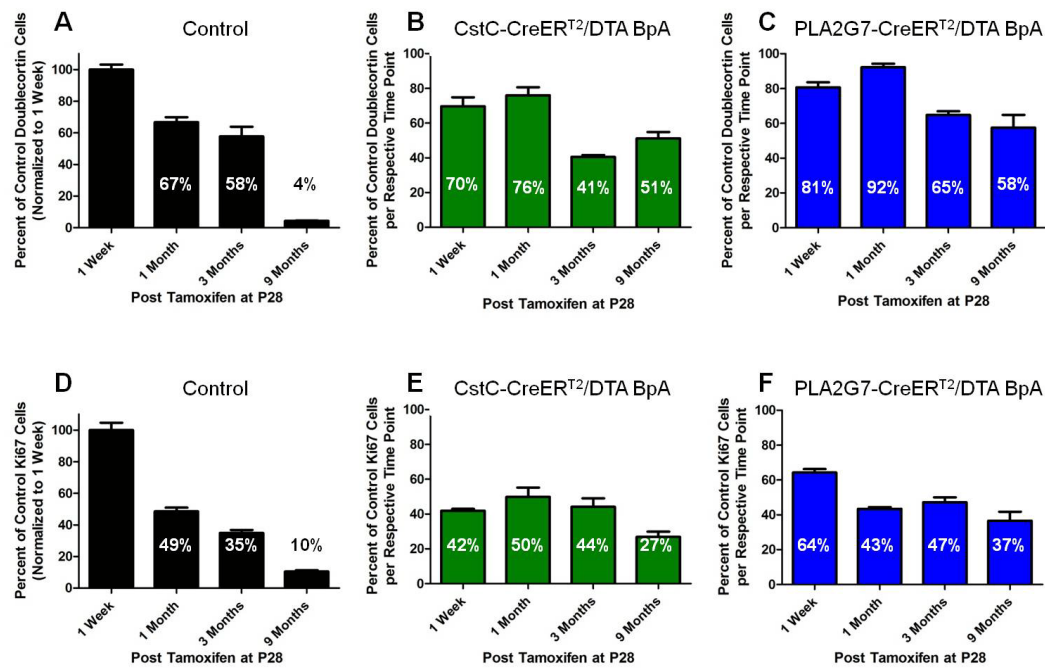 A
Control
Percent of Control Doublecortin Cells
(Normalized to 1 Week)
100
80
60
40
20
0
67%
58%
4%
1 Week
1 Month
3 Months
9 Months
Post Tamoxifen at P28
B
CstC-CreERT2/DTA BpA
Percent of Control Doublecortin Cells
per Respective Time Point
100
80
60
40
20
0
70%
76%
41%
51%
1 Week
1 Month
3 Months
9 Months
Post Tamoxifen at P28
C
PLA2G7-CreERT2/DTA BpA
Percent of Control Doublecortin Cells
per Respective Time Point
100
80
60
40
20
0
81%
92%
65%
58%
1 Week
1 Month
3 Months
9 Months
Post Tamoxifen at P28
D
Control
Percent of Control Ki67 Cells
(Normalized to 1 Week)
100
80
60
40
20
0
49%
35%
10%
1 Week
1 Month
3 Months
9 Months
Post Tamoxifen at P28
E
CstC-CreERT2/DTA BpA
Percent of Control Ki67 Cells
per Respective Time Point
100
80
60
40
20
0
42%
50%
44%
27%
1 Week
1 Month
3 Months
9 Months
Post Tamoxifen at P28
F
PLA2G7-CreERT2/DTA BpA
Percent of Control Ki67 Cells
per Respective Time Point
100
80
60
40
20
0
64%
43%
47%
37%
1 Week
1 Month
3 Months
9 Months
Post Tamoxifen at P28